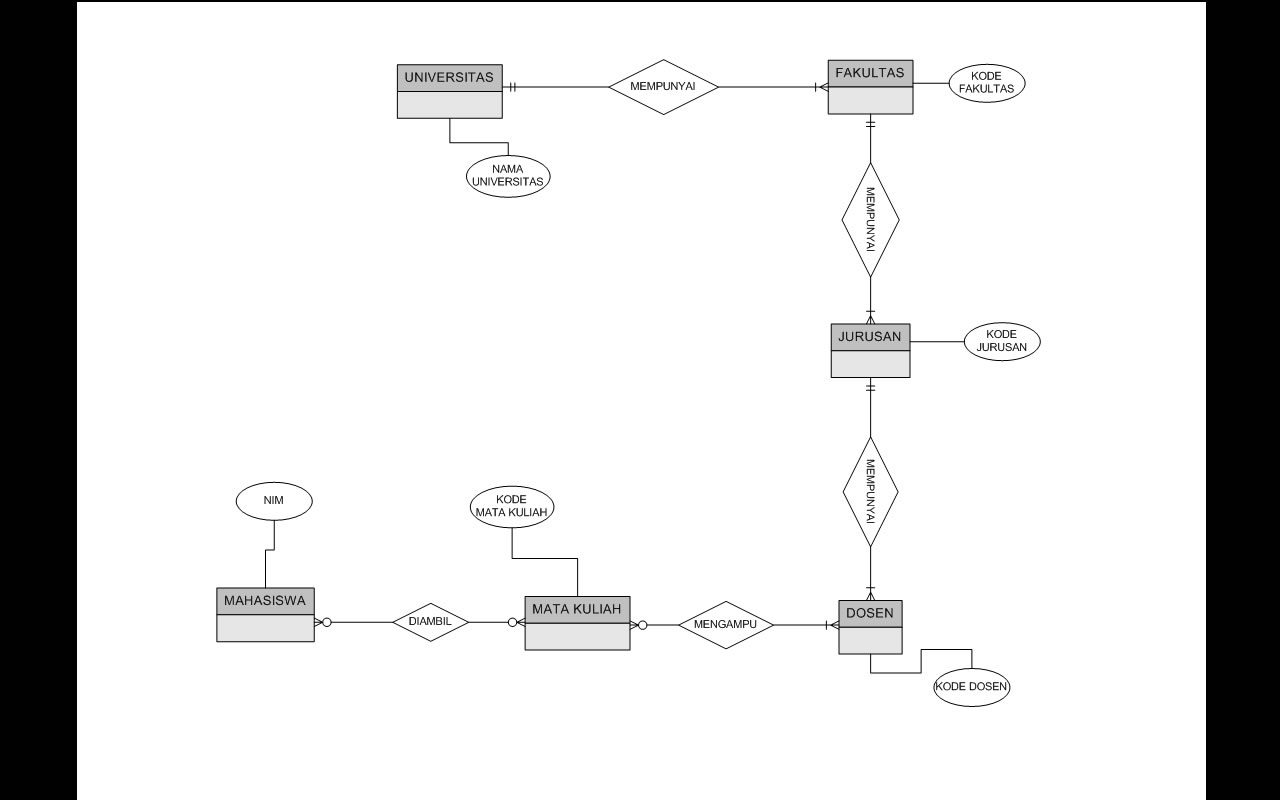 UNIVERSITAS
MEMPUNYAI
FAKULTAS
KODE
FAKULTAS
NAMA
UNIVERSITAS
MEMPUNYAI
JURUSAN
KODE
JURUSAN
MEMPUNYAI
NIM
KODE
MATA KULIAH
MAHASISWA
DIAMBIL
MATA KULIAH
MENGAMPU
DOSEN
KODE DOSEN